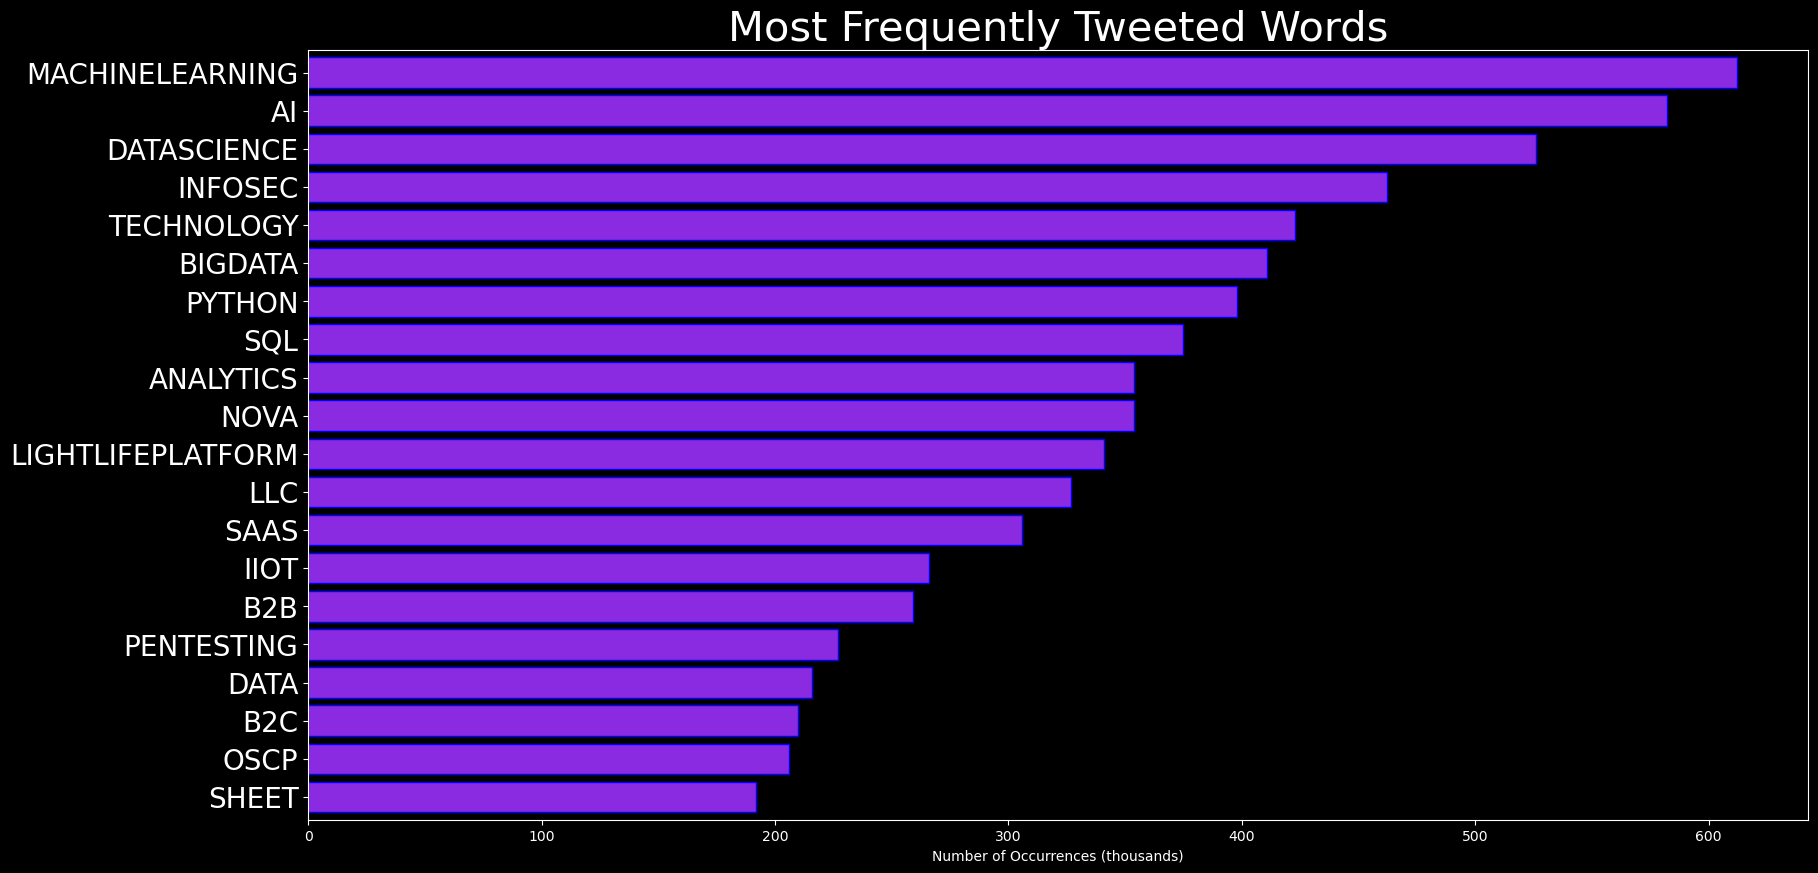 Most Frequently Tweeted Words
MACHINELEARNING
AI
DATASCIENCE
INFOSEC
TECHNOLOGY
BIGDATA
PYTHON
SQL
ANALYTICS
NOVA
LIGHTLIFEPLATFORM
LLC
SAAS
IIOT
B2B
PENTESTING
DATA
B2C
OSCP
SHEET
0 100 200 300 400 500 600
Number of Occurrences (thousands)